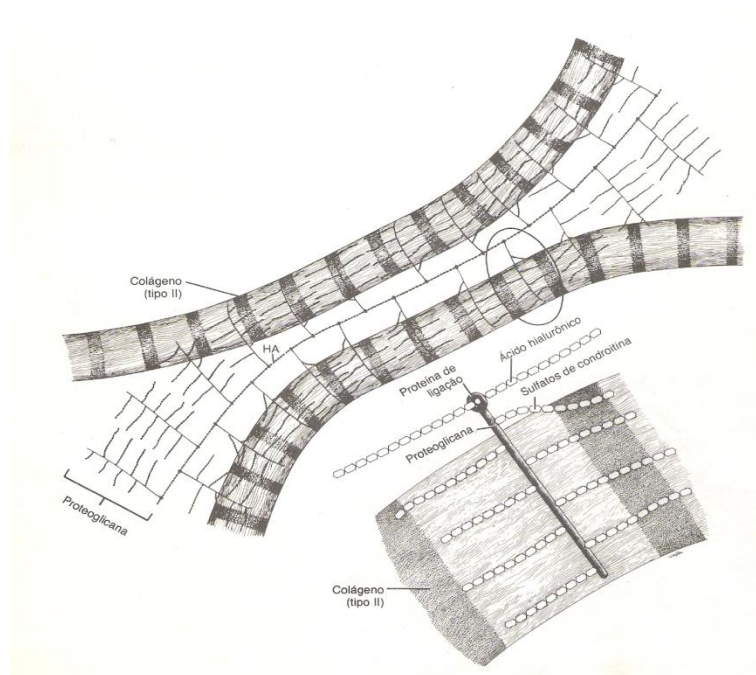 Colágeno
(tipo II)
HA
Proteoglicana
Ácido hialurônico
Proteína de
ligação
Sulfatos de condroitina
Proteoglicana
Colágeno
(tipo II)